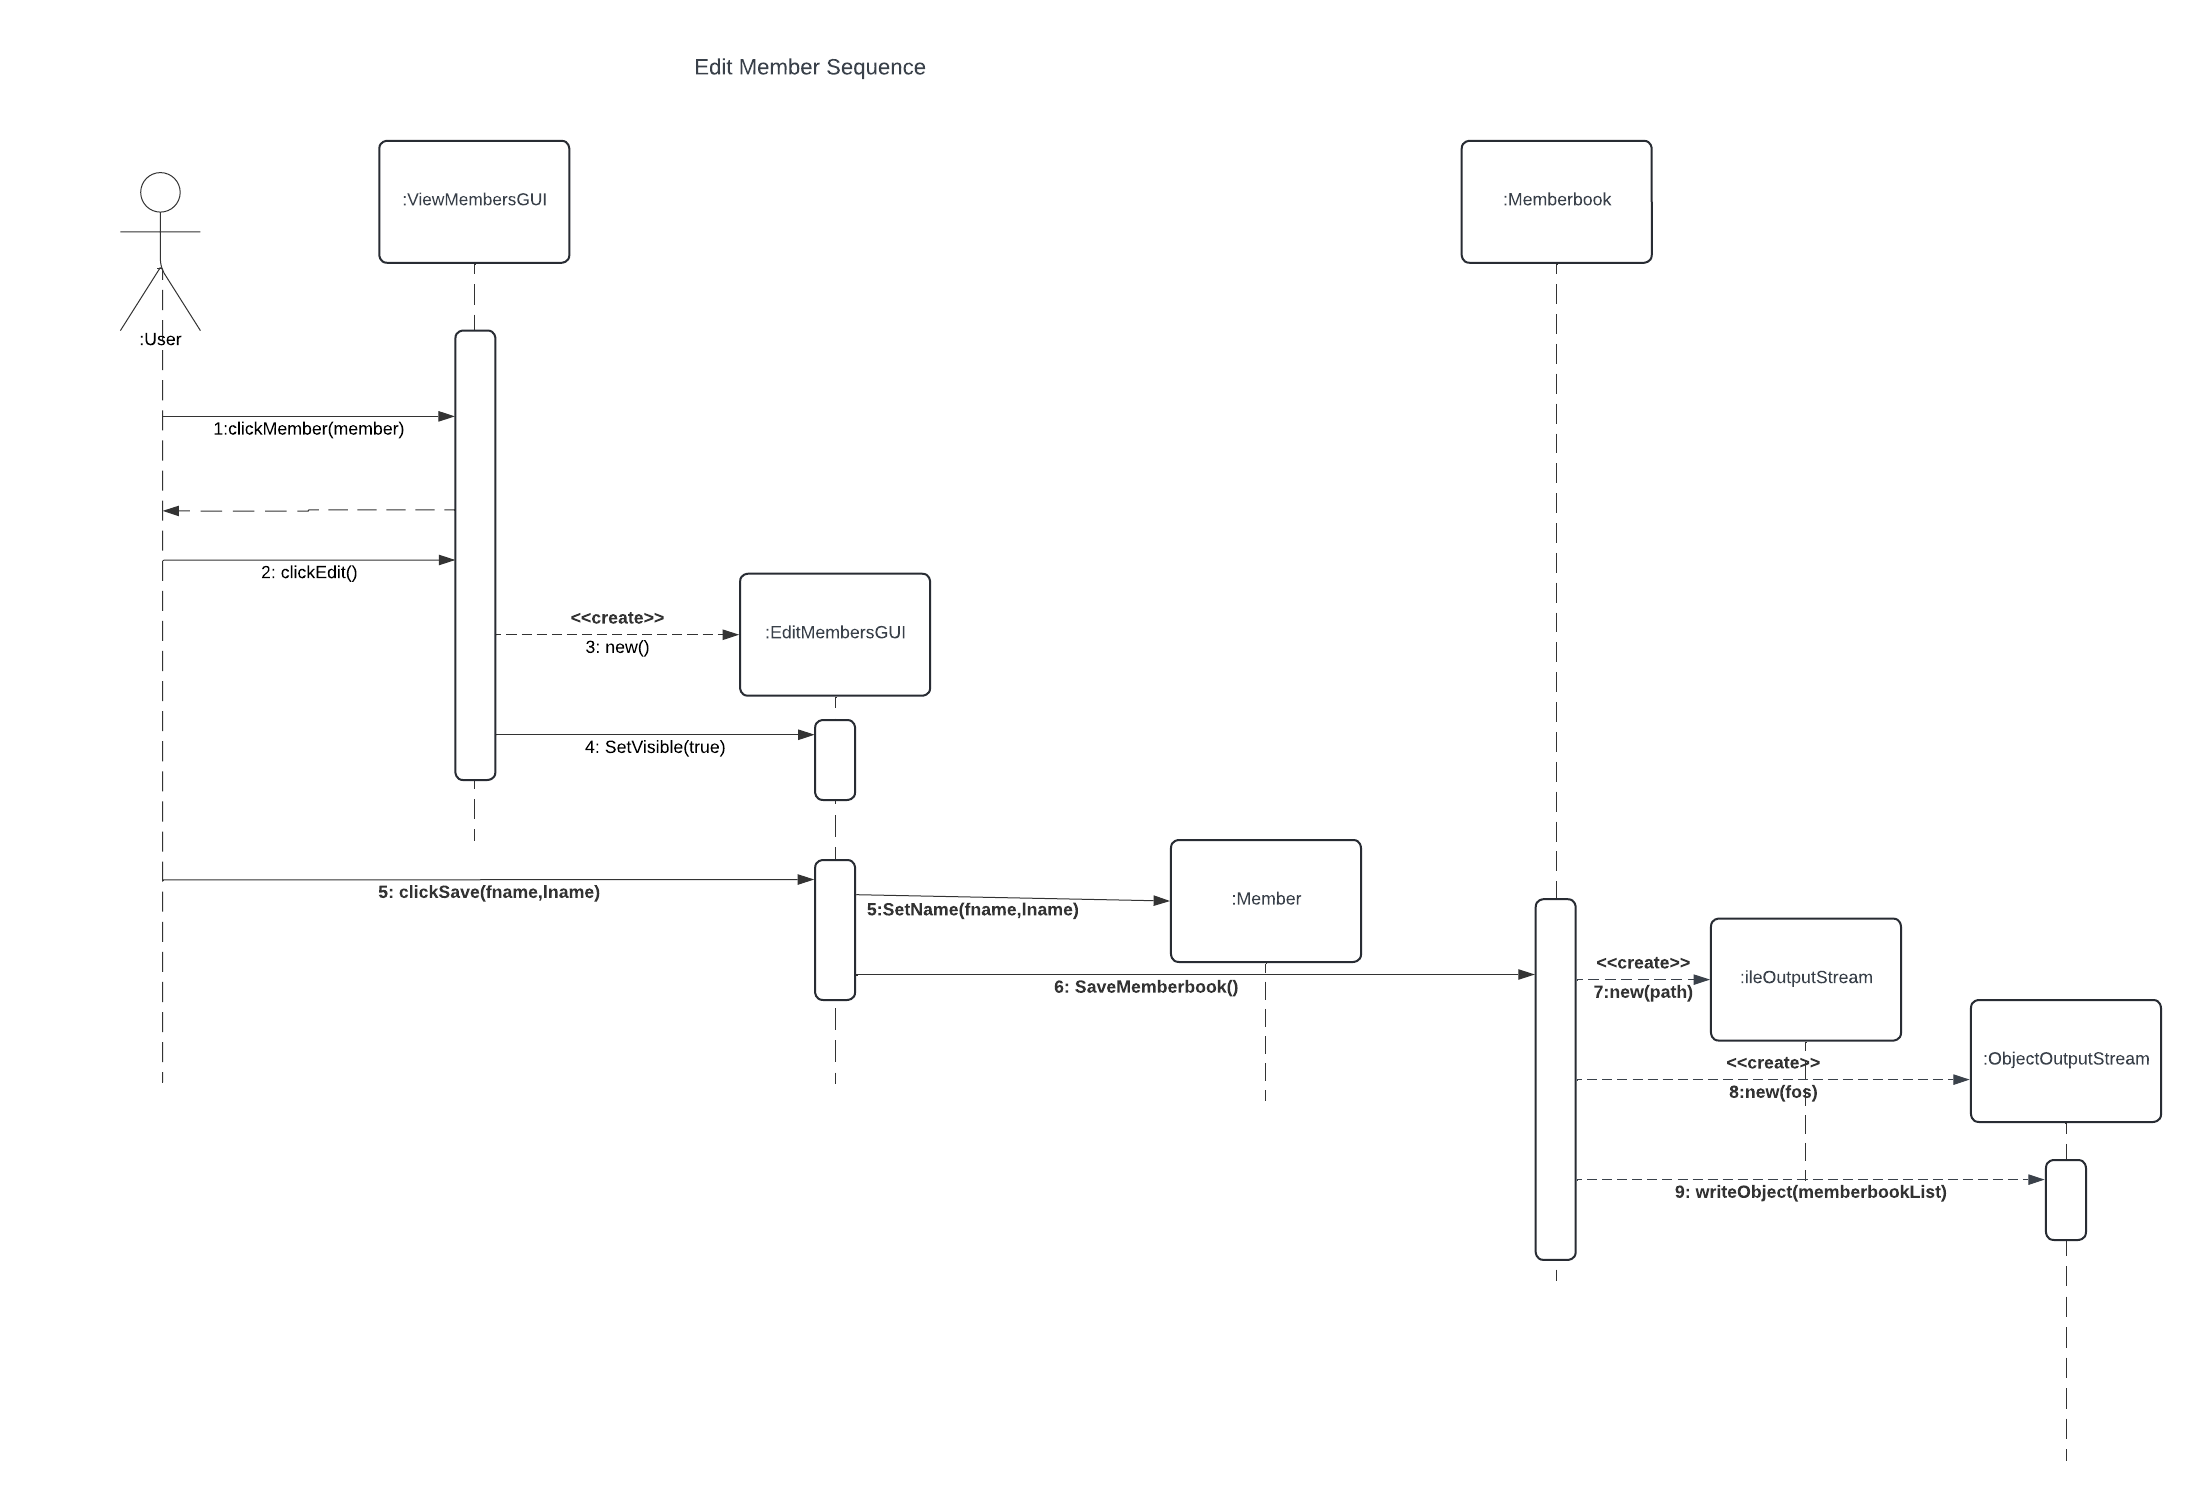 Edit Member Sequence
:ViewMembersGUI
:Memberbook
:User
1:clickMember(member)
2: clickEdit()
<<create>>
3: new()
:EditMembersGUI
4: SetVisible(true)
5: clickSave(fname,lname)
5:SetName(fname,lname)
:Member
6: SaveMemberbook()
<<create>>
7:new(path)
:ileOutputStream
<<create>>
8:new(fos)
:ObjectOutputStream
9: writeObject(memberbookList)